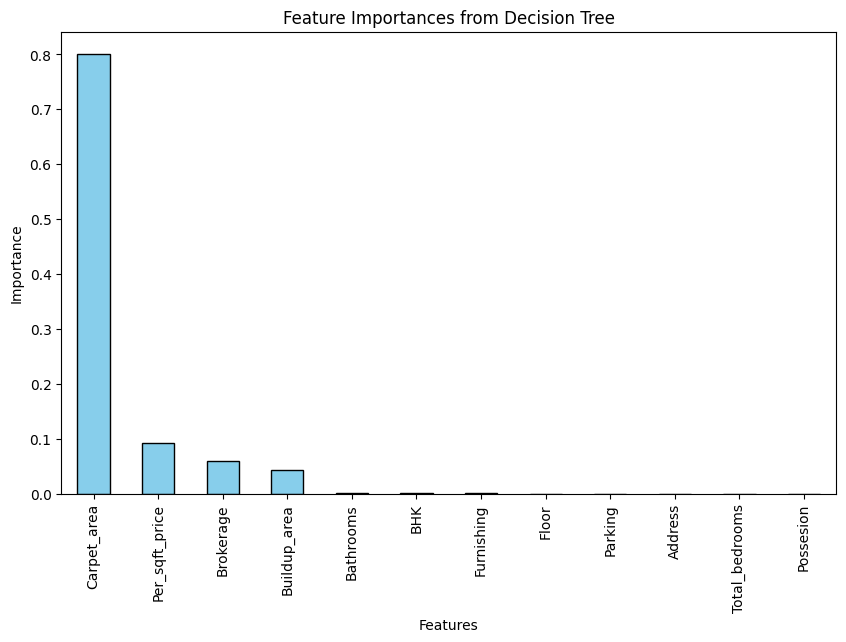 Feature Importances from Decision Tree
0.8
0.7
0.6
0.5
0.4
0.3
0.2
0.1
0.0
Importance
Carpet_area
Per_sqft_price
Brokerage
Buildup_area
Bathrooms
BHK
Furnishing
Floor
Parking
Address
Total_bedrooms
Possesion
Features